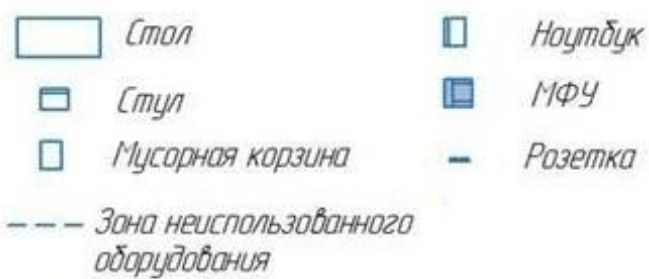 Стол
Стул
Мусорная корзина
Зона неиспользованного
оборудования
Ноутбук
МФУ
Розетка